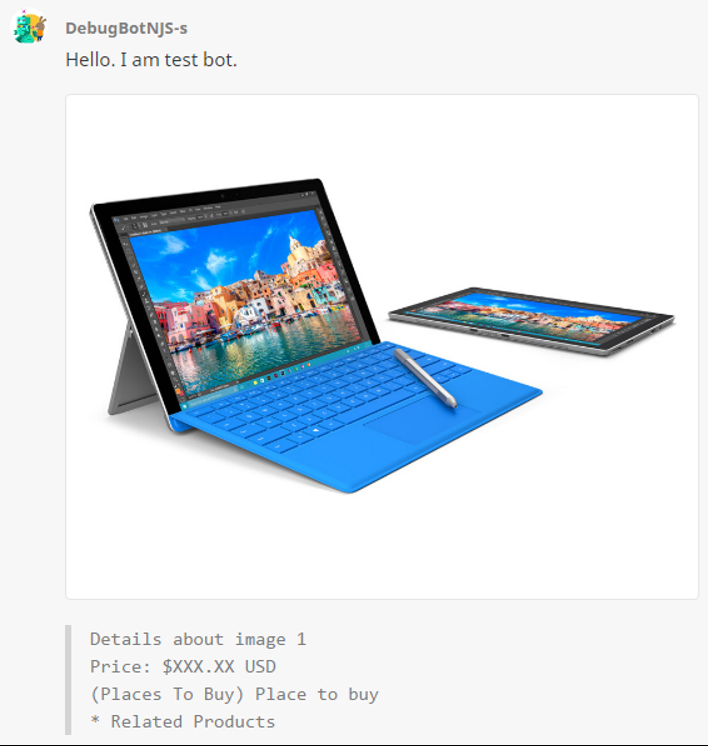 DebugBotNJS-s
Hello. I am test bot.
Details about image 1
Price: $XXX.XX USD
(Places To Buy) Place to buy
* Related Products